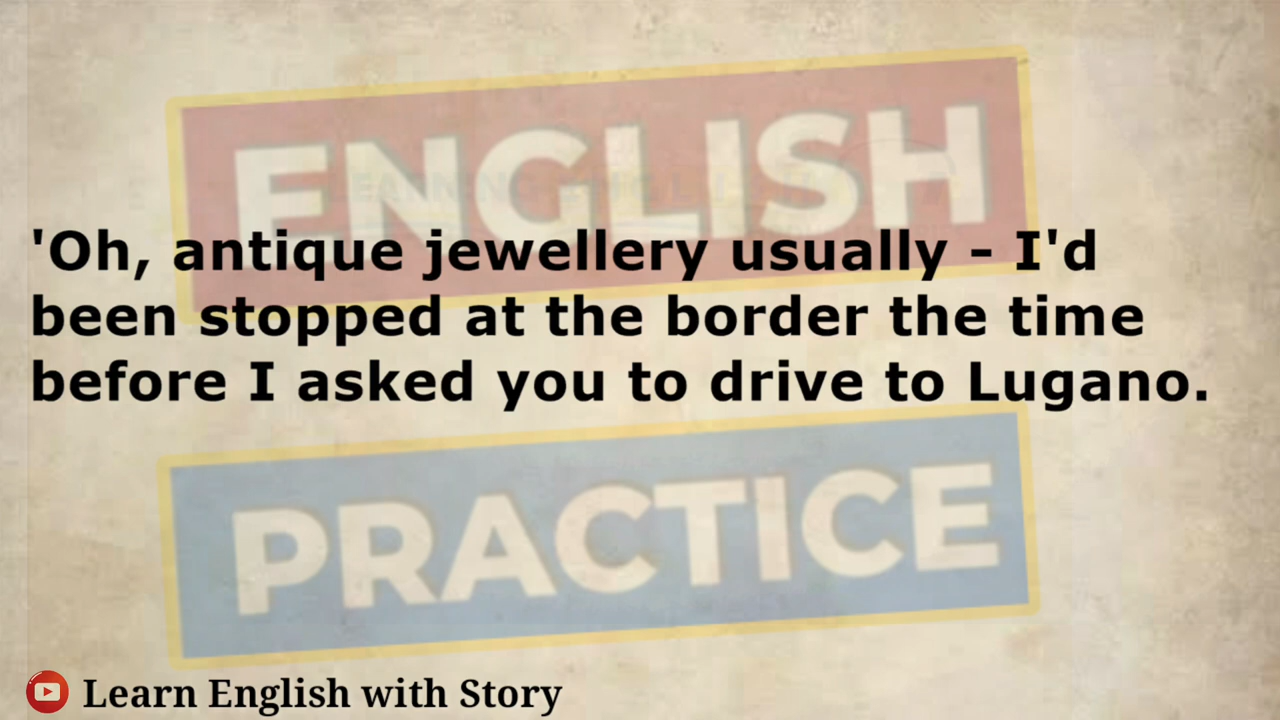 ENGLISH
'Oh, antique jewellery usually - I'd
been stopped at the border the time
before I asked you to drive to Lugano.
PRACTICE
Learn English with Story